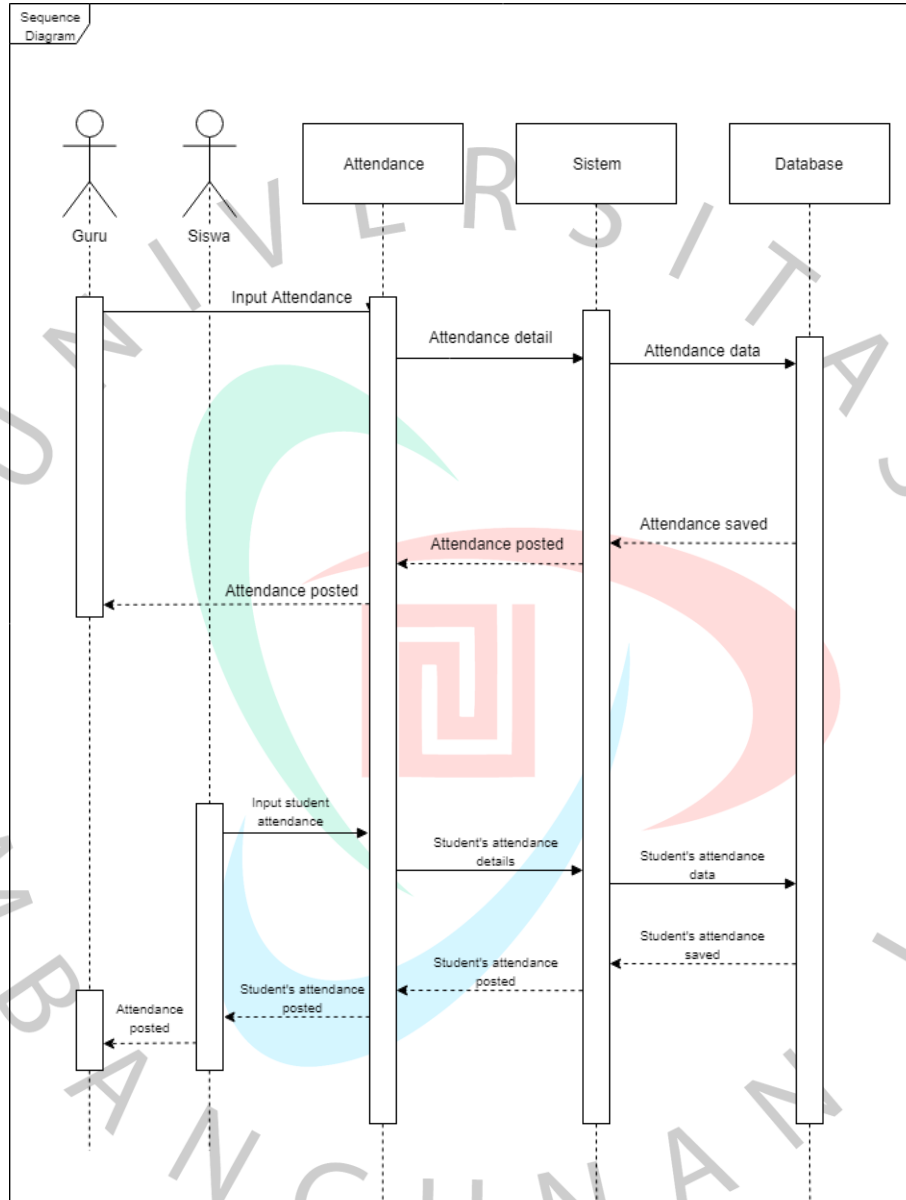 Sequence
Diagram
Guru
Siswa
Attendance
Sistem
Database
Input Attendance
Attendance detail
Attendance data
Attendance saved
Attendance posted
Attendance posted
Input student
attendance
Student's attendance
details
Student's attendance
data
Student's attendance
saved
Student's attendance
posted
Student's attendance
posted
Attendance
posted
UNIVERSITAS